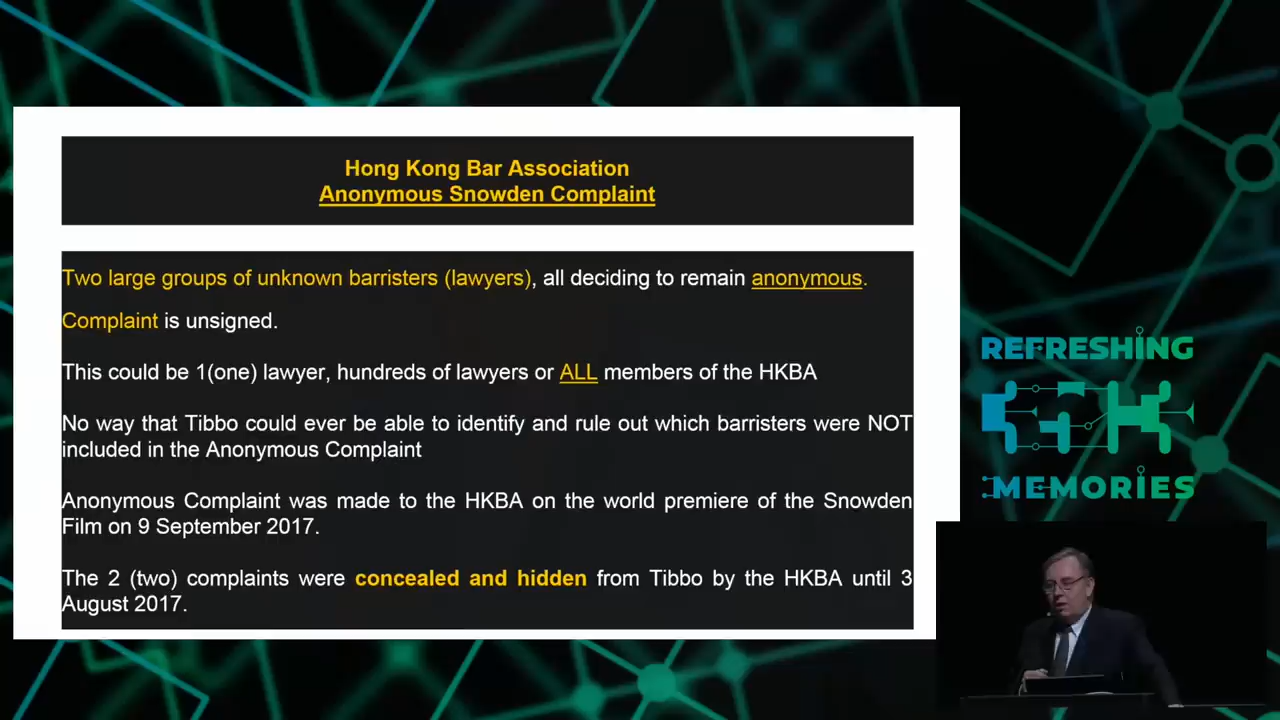 Hong Kong Bar Association
Anonymous Snowden Complaint
Two large groups of unknown barristers (lawyers), all deciding to remain anonymous.
Complaint is unsigned.
This could be 1(one) lawyer, hundreds of lawyers or ALL members of the HKBA
No way that Tibbo could ever be able to identify and rule out which barristers were NOT
included in the Anonymous Complaint
Anonymous Complaint was made to the HKBA on the world premiere of the Snowden
Film on 9 September 2017.
The 2 (two) complaints were concealed and hidden from Tibbo by the HKBA until 3
August 2017.
REFRESHING
MEMORIES